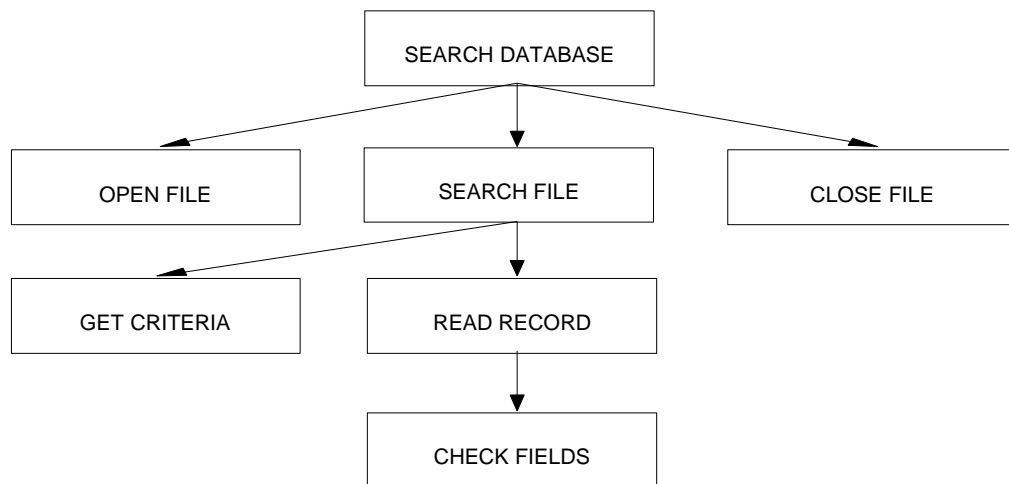 SEARCH DATABASE
OPEN FILE
SEARCH FILE
CLOSE FILE
GET CRITERIA
READ RECORD
CHECK FIELDS